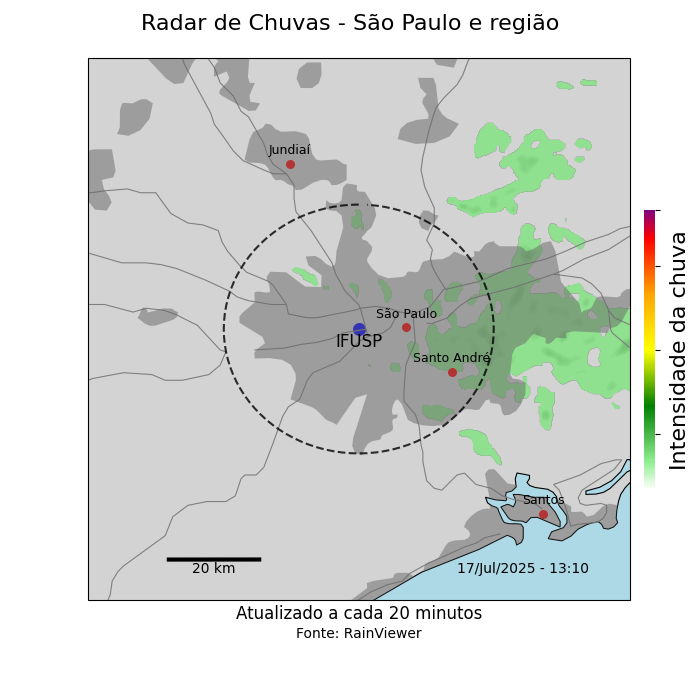 Radar de Chuvas - São Paulo e região
Jundiaí
São Paulo
IFUSP
Santo André
Santos
20 km
17/Jul/2025 - 13:10
Intensidade da chuva
Atualizado a cada 20 minutos
Fonte: RainViewer